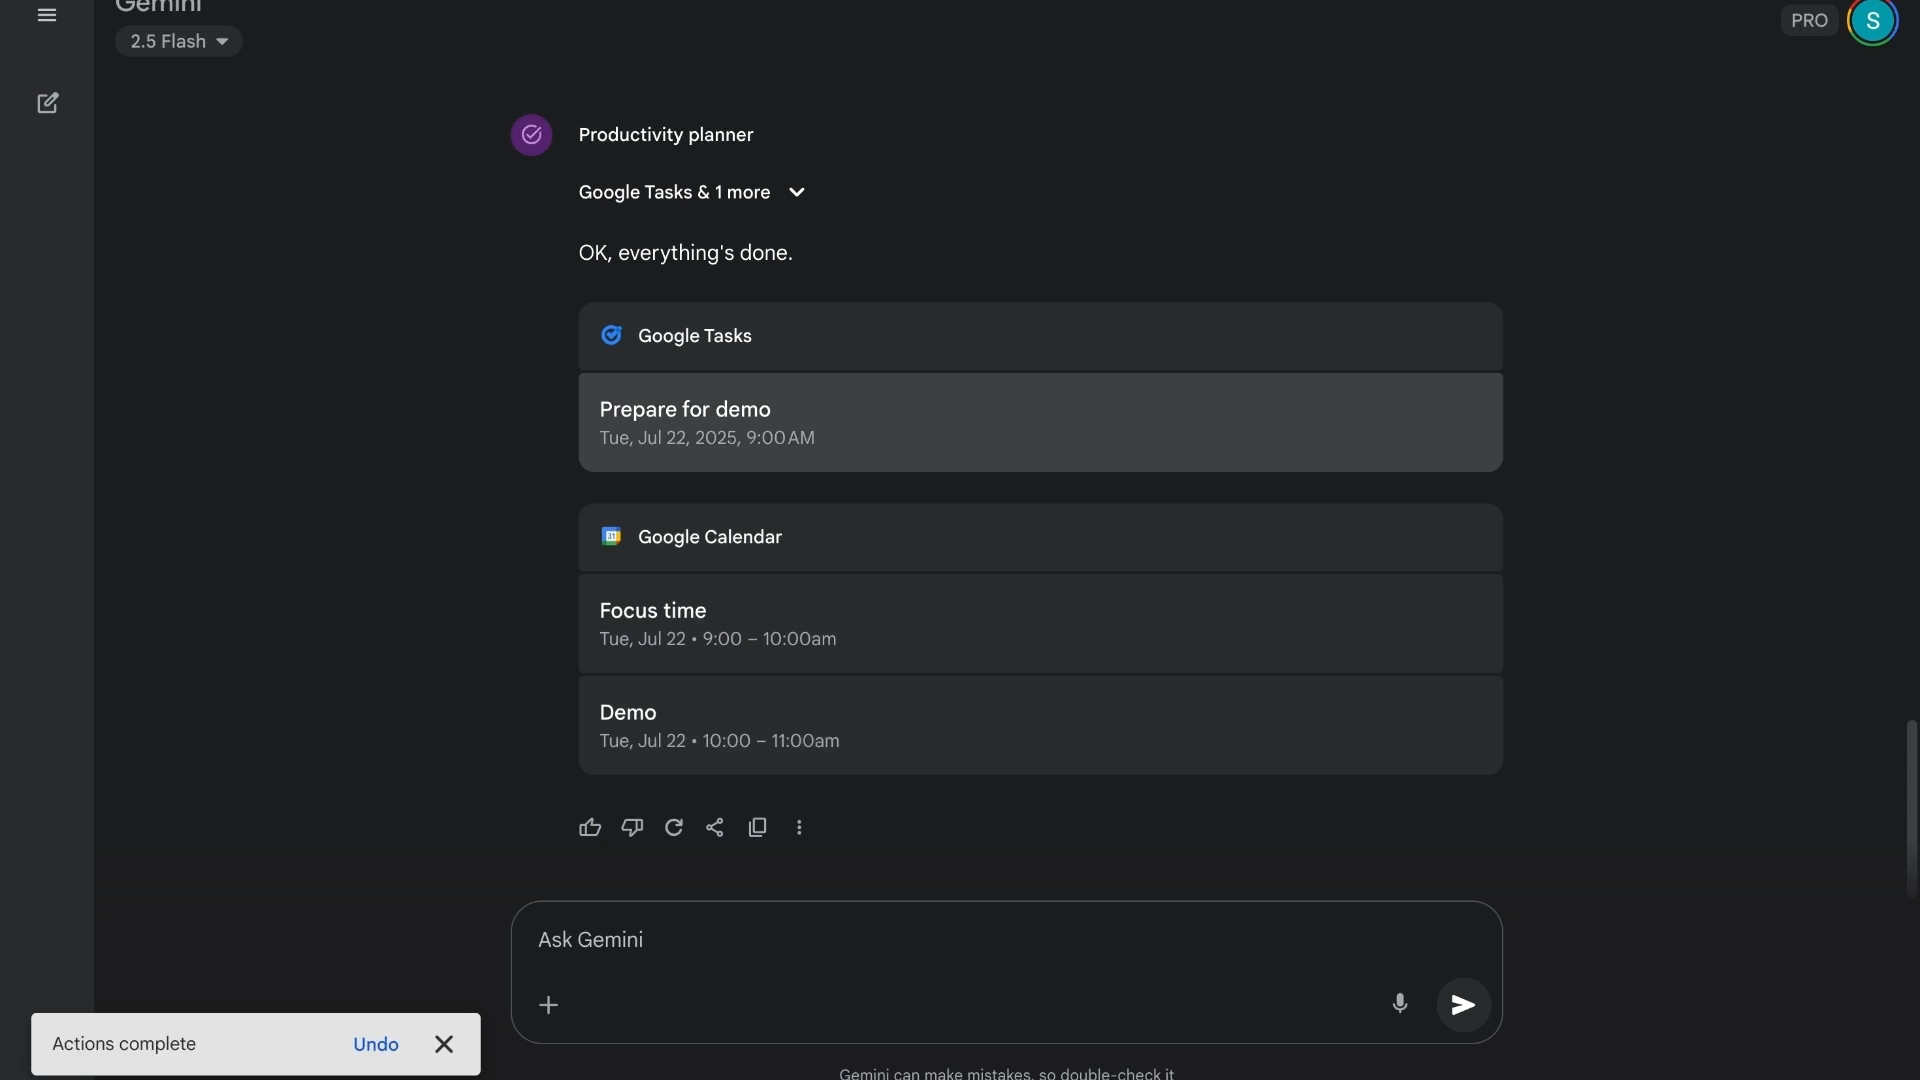 Gemini
2.5 Flash
PRO
S
Productivity planner
Google Tasks & 1 more
OK, everything's done.
Google Tasks
Prepare for demo
Tue, Jul 22, 2025, 9:00 AM
31
Google Calendar
Focus time
Tue, Jul 22 • 9:00 – 10:00am
Demo
Tue, Jul 22 • 10:00 – 11:00am
Ask Gemini
Actions complete
Undo
Gemini can make mistakes, so double-check it